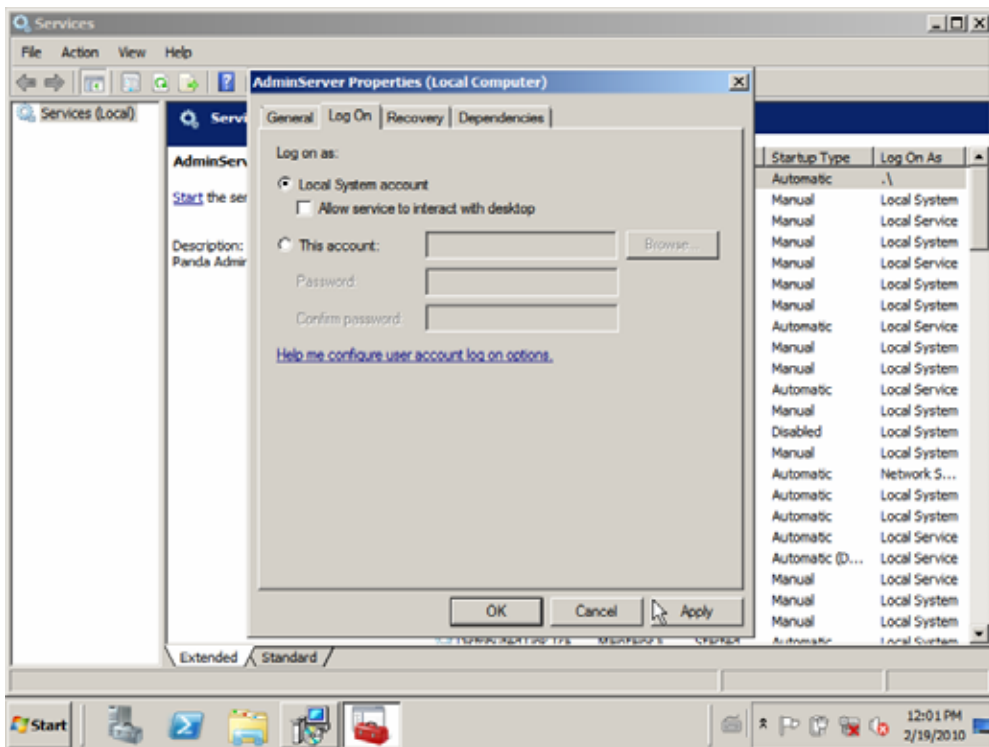 Services
File Action View Help
AdminServer Properties (Local Computer)
Services (Local)
Servi
General Log On Recovery Dependencies
AdminServ
Start the ser
Description:
Panda Admir
Log on as:
Local System account
Allow service to interact with desktop
This account:
Browse...
Password:
Confirm password:
Help me configure user account log on options.
OK Cancel Apply
Startup Type Log On As
Automatic .\
Manual Local System
Manual Local Service
Manual Local System
Manual Local Service
Manual Local System
Manual Local System
Automatic Local Service
Manual Local System
Manual Local System
Automatic Local Service
Manual Local System
Disabled Local System
Manual Local System
Automatic Network S...
Automatic Local System
Automatic Local System
Automatic Local Service
Automatic (D... Local Service
Manual Local Service
Manual Local System
Manual Local System
Automatic Local System
Extended Standard
Start
12:01 PM
2/19/2010